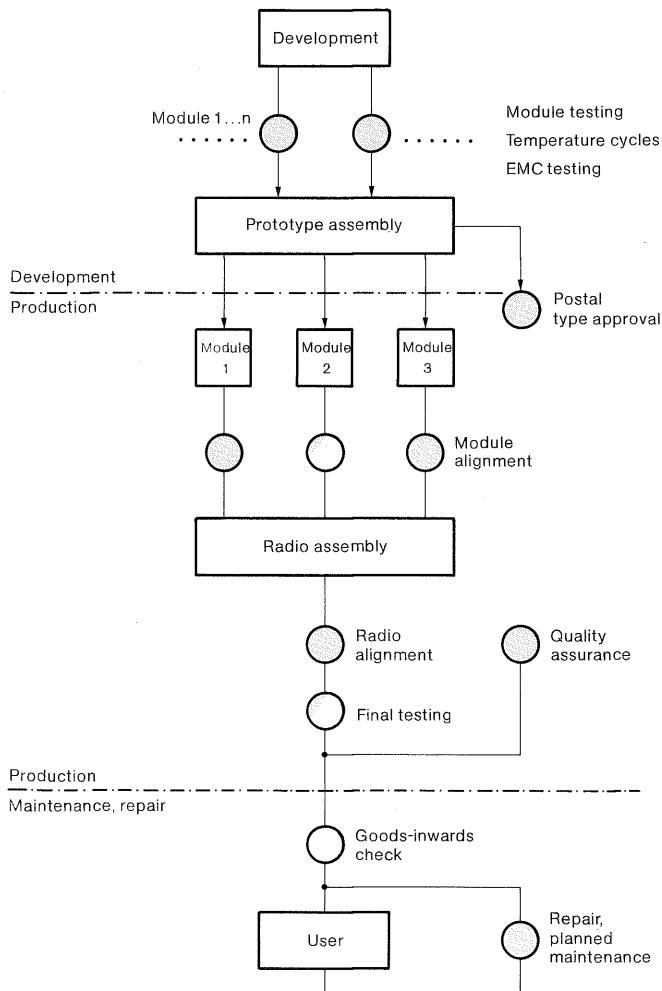 Development
Module 1...n
Module testing
Temperature cycles
EMC testing
Prototype assembly
Development
Production
Postal
type approval
Module
1
Module
2
Module
3
Module
alignment
Radio assembly
Radio
alignment
Quality
assurance
Final testing
Production
Maintenance, repair
Goods-inwards
check
User
Repair,
planned
maintenance